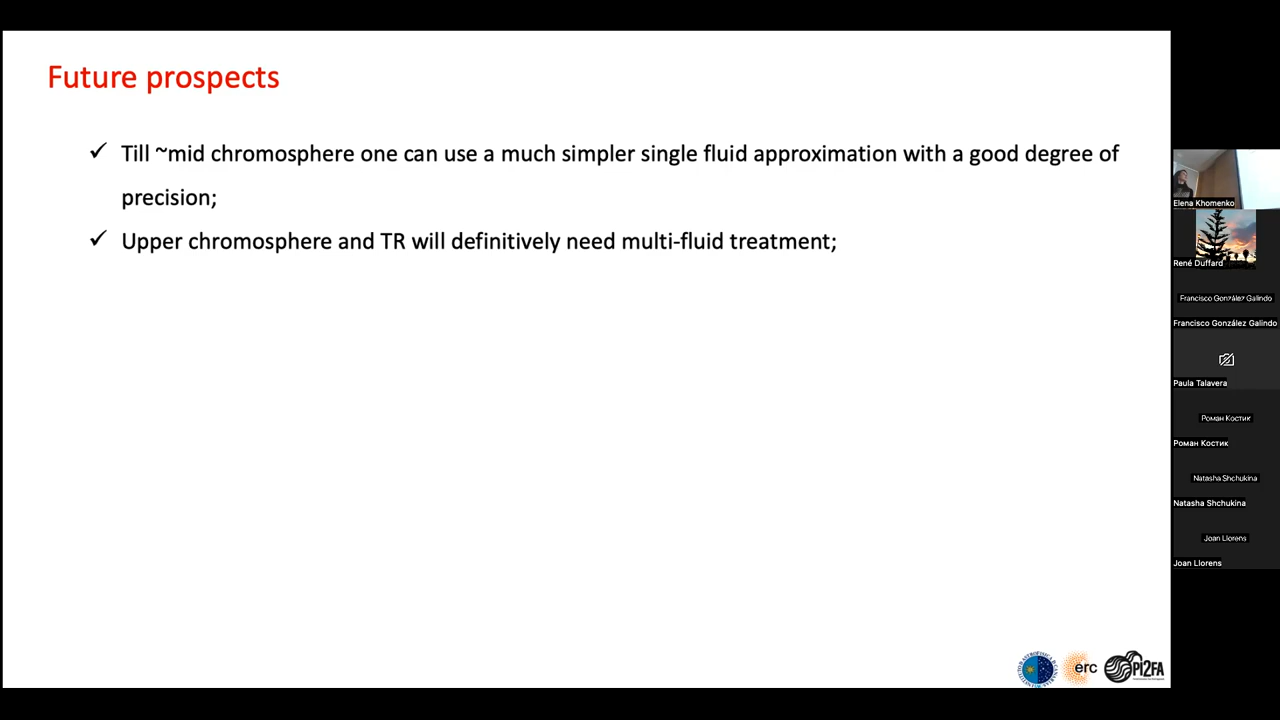 Future prospects
✓ Till ~mid chromosphere one can use a much simpler single fluid approximation with a good degree of
precision;
✓ Upper chromosphere and TR will definitively need multi-fluid treatment;
Elena Khomenko
René Duffard
Francisco González Galindo
Francisco González Galindo
Paula Talavera
Роман Костик
Роман Костик
Natasha Shchukina
Natasha Shchukina
Joan Llorens
Joan Llorens
erc
PI2FA